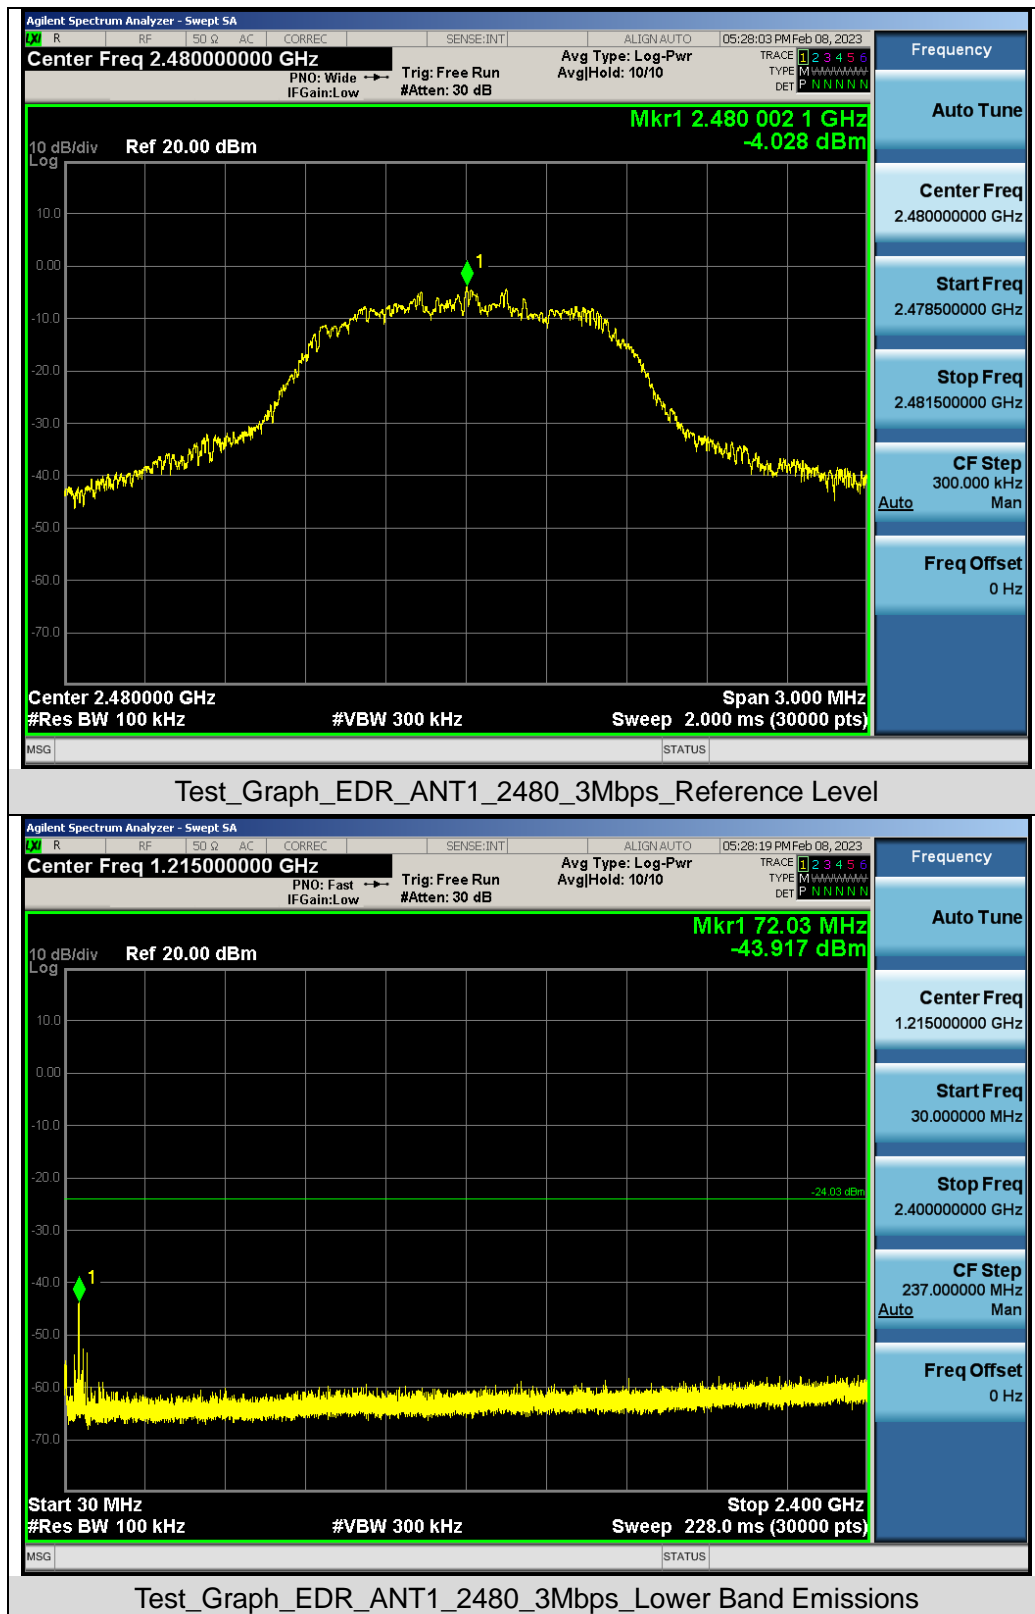 Agilent Spectrum Analyzer - Swept SA
LXI R RF 50 Ω AC CORREC SENSE:INT ALIGN AUTO 05:28:03 PM Feb 08, 2023
Center Freq 2.480000000 GHz
PNO: Wide
IFGain:Low
Trig: Free Run
#Atten: 30 dB
Avg Type: Log-Pwr
Avg|Hold: 10/10
TRACE 1 2 3 4 5 6
TYPE M WWWWW
DET P N N N N N
Mkr1 2.480 002 1 GHz
-4.028 dBm
10 dB/div Ref 20.00 dBm
Log
10.0
0.00
-10.0
-20.0
-30.0
-40.0
-50.0
-60.0
-70.0
1
Center 2.480000 GHz Span 3.000 MHz
#Res BW 100 kHz #VBW 300 kHz Sweep 2.000 ms (30000 pts)
MSG STATUS
Frequency
Auto Tune
Center Freq
2.480000000 GHz
Start Freq
2.478500000 GHz
Stop Freq
2.481500000 GHz
CF Step
300.000 kHz
Auto Man
Freq Offset
0 Hz
Test_Graph_EDR_ANT1_2480_3Mbps_Reference Level
Agilent Spectrum Analyzer - Swept SA
LXI R RF 50 Ω AC CORREC SENSE:INT ALIGN AUTO 05:28:19 PM Feb 08, 2023
Center Freq 1.215000000 GHz
PNO: Fast
IFGain:Low
Trig: Free Run
#Atten: 30 dB
Avg Type: Log-Pwr
Avg|Hold: 10/10
TRACE 1 2 3 4 5 6
TYPE M WWWWW
DET P N N N N N
Mkr1 72.03 MHz
-43.917 dBm
10 dB/div Ref 20.00 dBm
Log
10.0
0.00
-10.0
-20.0
-30.0
-40.0
-50.0
-60.0
-70.0
-24.03 dBm
1
Start 30 MHz Stop 2.400 GHz
#Res BW 100 kHz #VBW 300 kHz Sweep 228.0 ms (30000 pts)
MSG STATUS
Frequency
Auto Tune
Center Freq
1.215000000 GHz
Start Freq
30.000000 MHz
Stop Freq
2.400000000 GHz
CF Step
237.000000 MHz
Auto Man
Freq Offset
0 Hz
Test_Graph_EDR_ANT1_2480_3Mbps_Lower Band Emissions